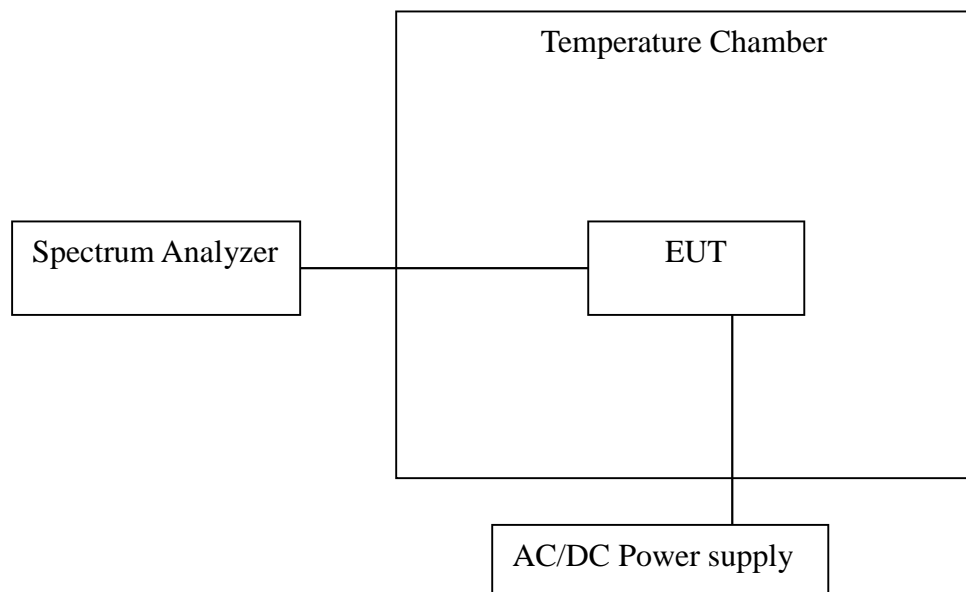 Temperature Chamber
Spectrum Analyzer
EUT
AC/DC Power supply